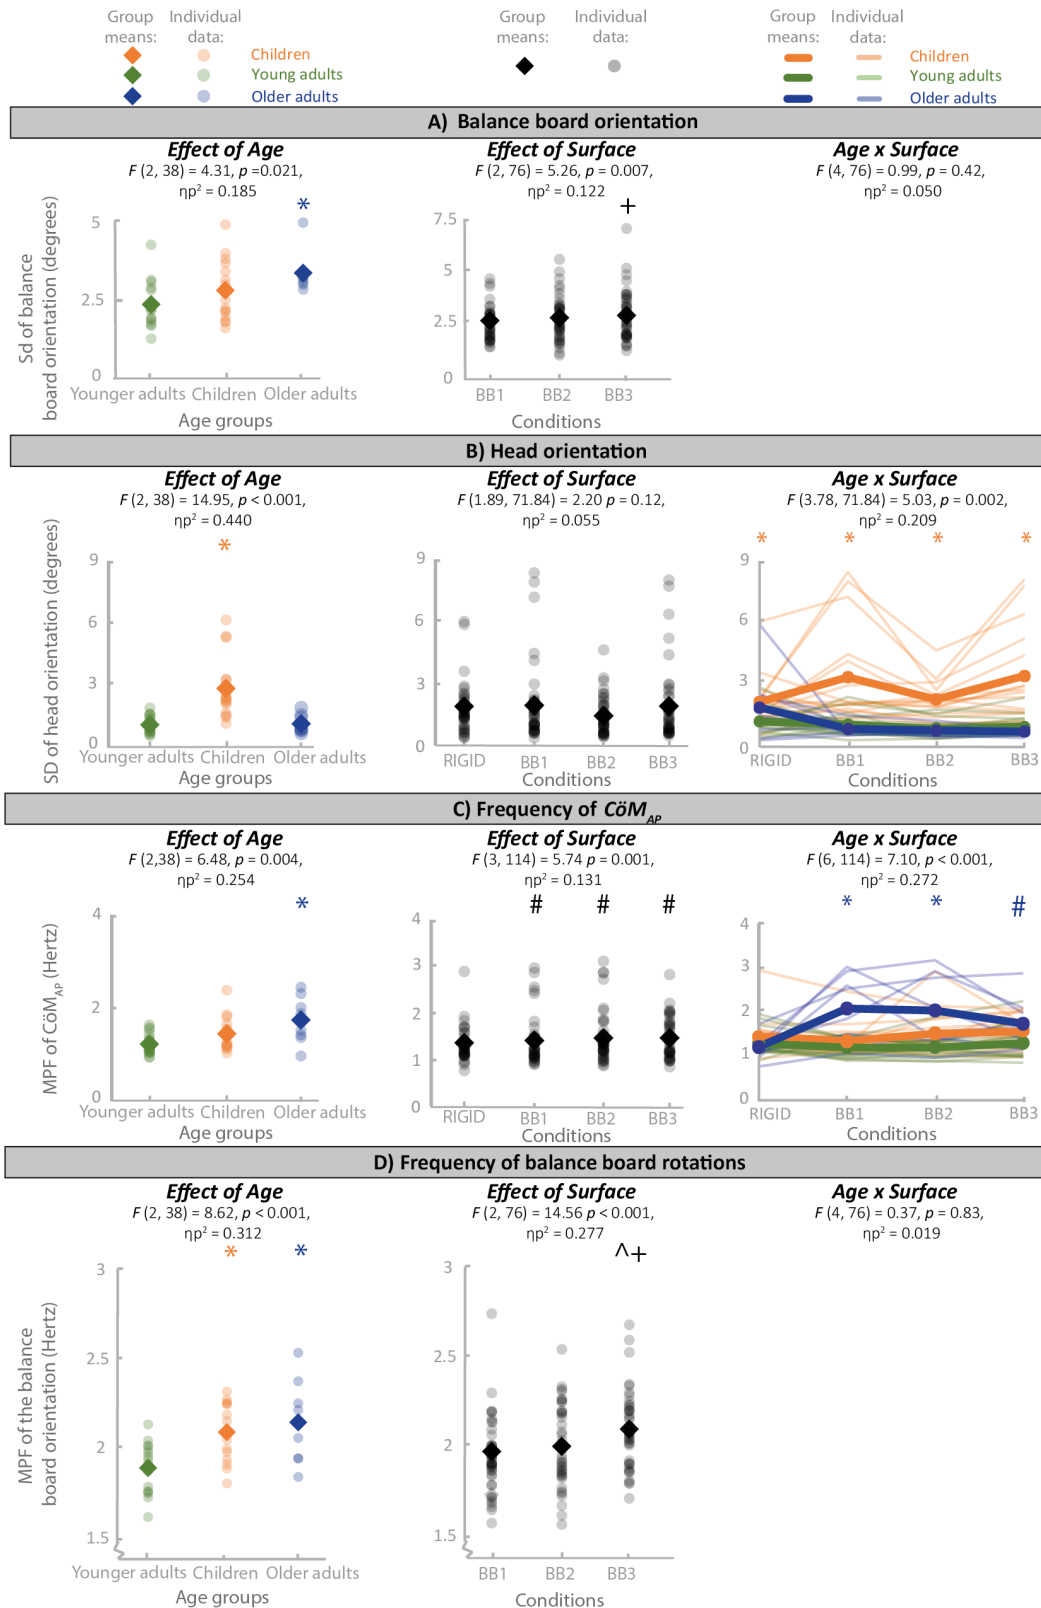 Group means:
Individual data:
Children
Young adults
Older adults
Group means:
Individual data:
Group means:
Individual data:
Children
Young adults
Older adults
A) Balance board orientation
Effect of Age
F (2, 38) = 4.31, p =0.021,
ηp² = 0.185
*
Sd of balance
board orientation (degrees)
5
2.5
0
Younger adults Children Older adults
Age groups
Effect of Surface
F (2, 76) = 5.26, p = 0.007,
ηp² = 0.122
+
7.5
5
2.5
0
BB1 BB2 BB3
Conditions
Age x Surface
F (4, 76) = 0.99, p = 0.42,
ηp² = 0.050
B) Head orientation
Effect of Age
F (2, 38) = 14.95, p < 0.001,
ηp² = 0.440
*
SD of head orientation (degrees)
9
6
3
0
Younger adults Children Older adults
Age groups
Effect of Surface
F (1.89, 71.84) = 2.20 p = 0.12,
ηp² = 0.055
9
6
3
0
RIGID BB1 BB2 BB3
Conditions
Age x Surface
F (3.78, 71.84) = 5.03, p = 0.002,
ηp² = 0.209
* * * *
9
6
3
0
RIGID BB1 BB2 BB3
Conditions
C) Frequency of CöM_AP
Effect of Age
F (2,38) = 6.48, p = 0.004,
ηp² = 0.254
*
MPF of CöM_AP (Hertz)
4
2
0
Younger adults Children Older adults
Age groups
Effect of Surface
F (3, 114) = 5.74 p = 0.001,
ηp² = 0.131
# # #
4
3
2
1
0
RIGID BB1 BB2 BB3
Conditions
Age x Surface
F (6, 114) = 7.10, p < 0.001,
ηp² = 0.272
* * #
4
3
2
1
0
RIGID BB1 BB2 BB3
Conditions
D) Frequency of balance board rotations
Effect of Age
F (2, 38) = 8.62, p < 0.001,
ηp² = 0.312
* *
MPF of the balance
board orientation (Hertz)
3
2.5
2
1.5
Younger adults Children Older adults
Age groups
Effect of Surface
F (2, 76) = 14.56 p < 0.001,
ηp² = 0.277
^+
3
2.5
2
1.5
BB1 BB2 BB3
Conditions
Age x Surface
F (4, 76) = 0.37, p = 0.83,
ηp² = 0.019